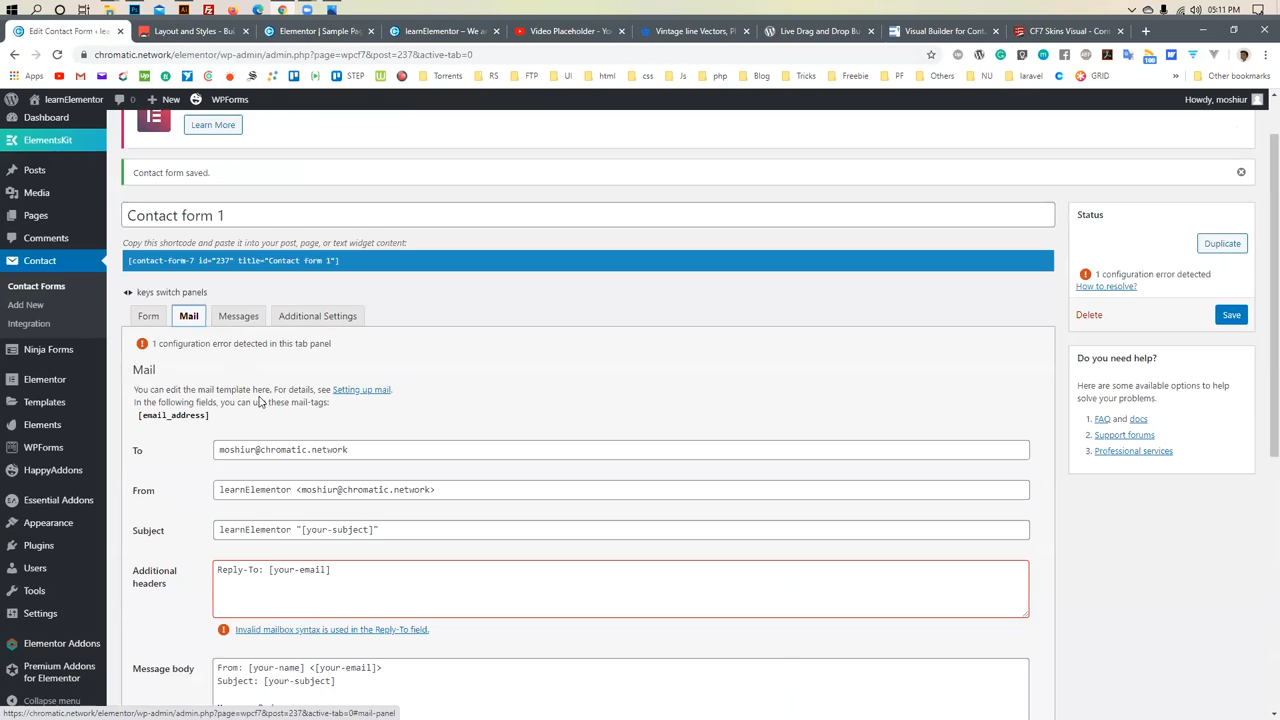 05:11 PM
Edit Contact Form ‹ lea
Layout and Styles - Bu
Elementor | Sample Pa
learnElementor – We ar
Video Placeholder - Yo
Vintage line Vectors, P
Live Drag and Drop Bu
Visual Builder for Cont
CF7 Skins Visual - Con
chromatic.network/elementor/wp-admin/admin.php?page=wpcf7&post=237&active-tab=0
Apps
STEP
Torrents
RS
FTP
UI
html
css
Js
php
Blog
Tricks
Freebie
PF
Others
NU
laravel
GRID
Other bookmarks
learnElementor
0
New
WPForms
Howdy, moshiur
Dashboard
ElementsKit
Posts
Media
Pages
Comments
Contact
Contact Forms
Add New
Integration
Ninja Forms
Elementor
Templates
Elements
WPForms
HappyAddons
Essential Addons
Appearance
Plugins
Users
Tools
Settings
Elementor Addons
Premium Addons
for Elementor
Collapse menu
Learn More
Contact form saved.
Contact form 1
Copy this shortcode and paste it into your post, page, or text widget content:
[contact-form-7 id="237" title="Contact form 1"]
keys switch panels
Form
Mail
Messages
Additional Settings
1 configuration error detected in this tab panel
Mail
You can edit the mail template here. For details, see Setting up mail.
In the following fields, you can use these mail-tags:
[email_address]
To
moshiur@chromatic.network
From
learnElementor <moshiur@chromatic.network>
Subject
learnElementor "[your-subject]"
Additional
headers
Reply-To: [your-email]
Invalid mailbox syntax is used in the Reply-To field.
Message body
From: [your-name] <[your-email]>
Subject: [your-subject]
Status
Duplicate
1 configuration error detected
How to resolve?
Delete
Save
Do you need help?
Here are some available options to help
solve your problems.
1. FAQ and docs
2. Support forums
3. Professional services
https://chromatic.network/elementor/wp-admin/admin.php?page=wpcf7&post=237&active-tab=0#mail-panel